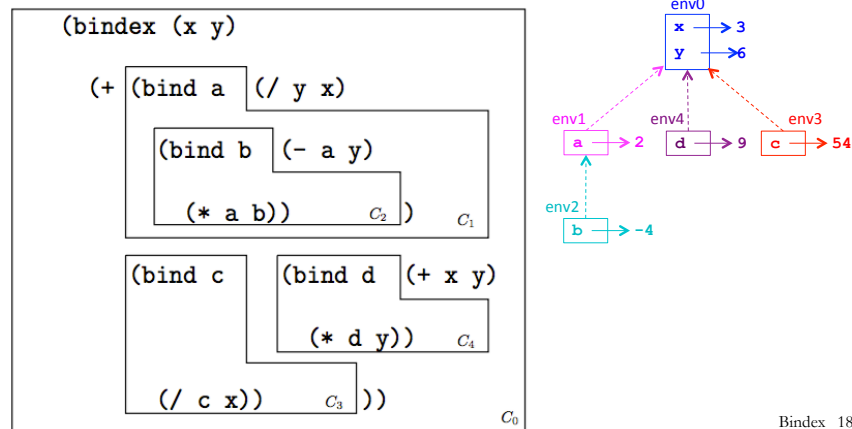 (bindex (x y)
(+ (bind a (/ y x)
(bind b (- a y)
(* a b)) C2 ) C1
(bind c (bind d (+ x y)
(* d y)) C4
(/ c x)) C3 ))
C0
env0
x 3
y 6
env1 env4 env3
a 2 d 9 c 54
env2
b -4
Bindex 18